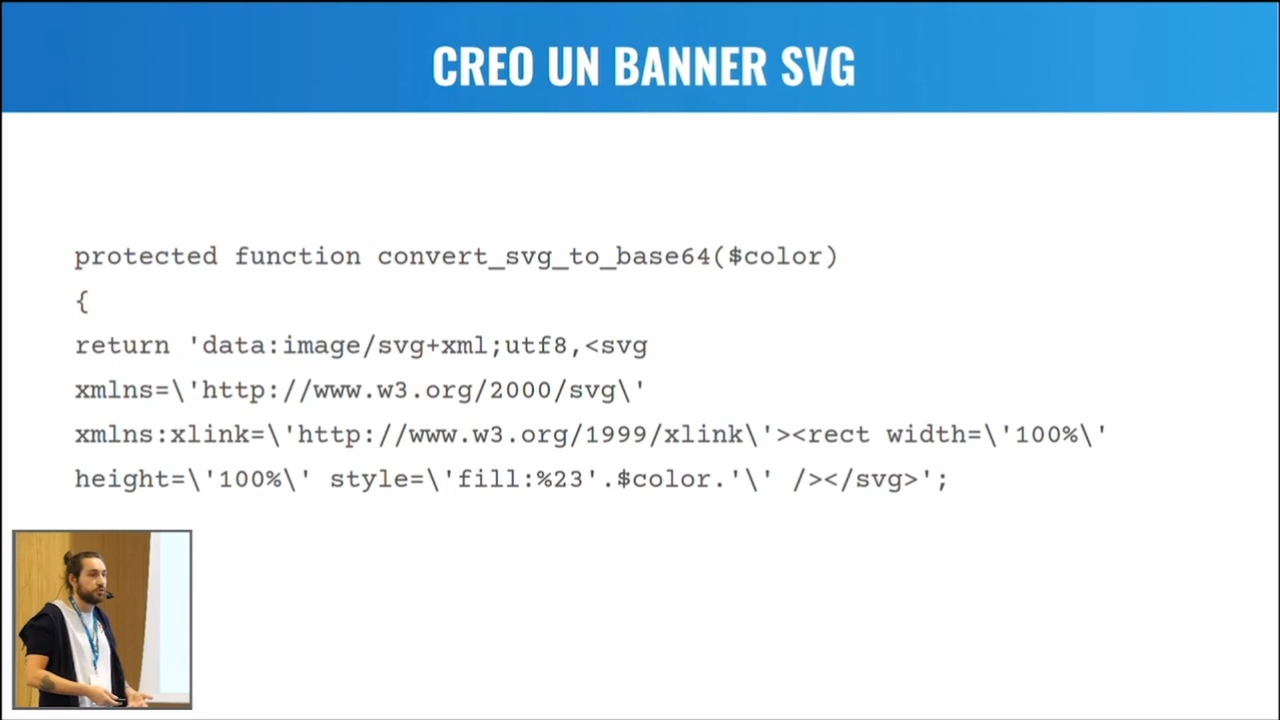 CREO UN BANNER SVG
protected function convert_svg_to_base64($color)
{
return 'data:image/svg+xml;utf8,<svg
xmlns=\'http://www.w3.org/2000/svg\'
xmlns:xlink=\'http://www.w3.org/1999/xlink\'><rect width=\'100%\'
height=\'100%\' style=\'fill:%23'.$color.'\' /></svg>';